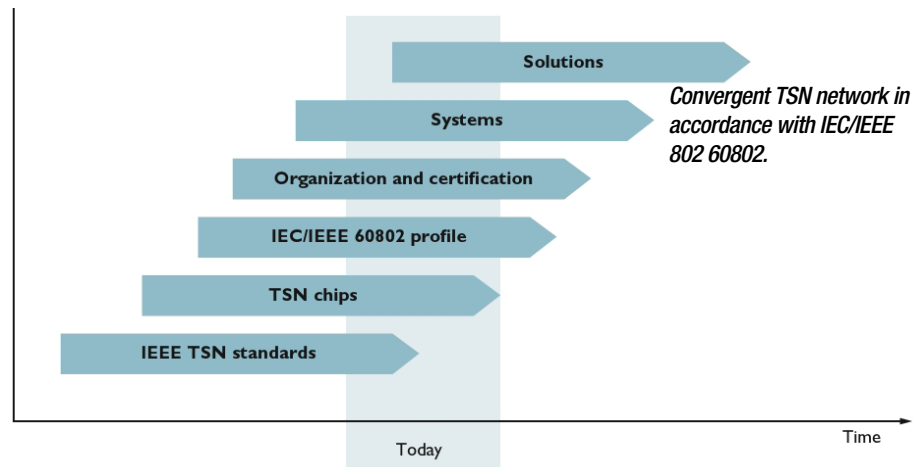 Solutions
Convergent TSN network in
accordance with IEC/IEEE
802 60802.
Systems
Organization and certification
IEC/IEEE 60802 profile
TSN chips
IEEE TSN standards
Time
Today